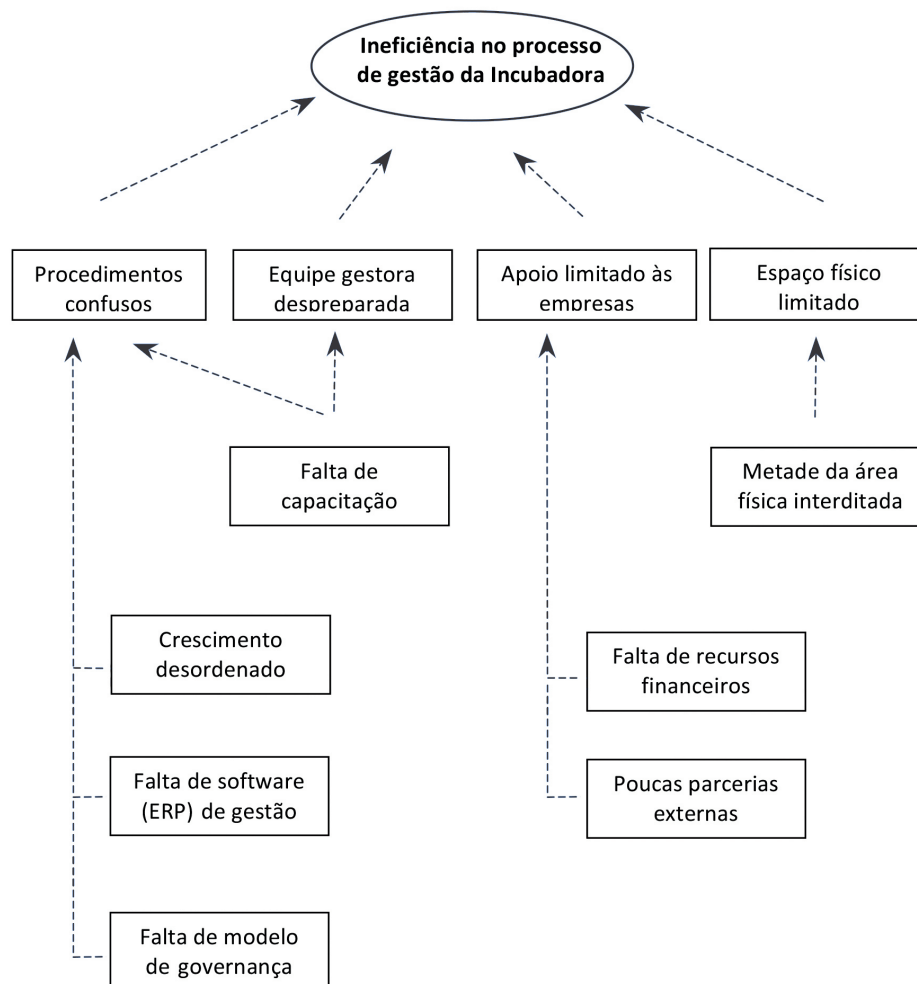 Ineficiência no processo
de gestão da Incubadora
Procedimentos
confusos
Equipe gestora
despreparada
Apoio limitado às
empresas
Espaço físico
limitado
Falta de
capacitação
Metade da área
física interditada
Crescimento
desordenado
Falta de recursos
financeiros
Falta de software
(ERP) de gestão
Poucas parcerias
externas
Falta de modelo
de governança